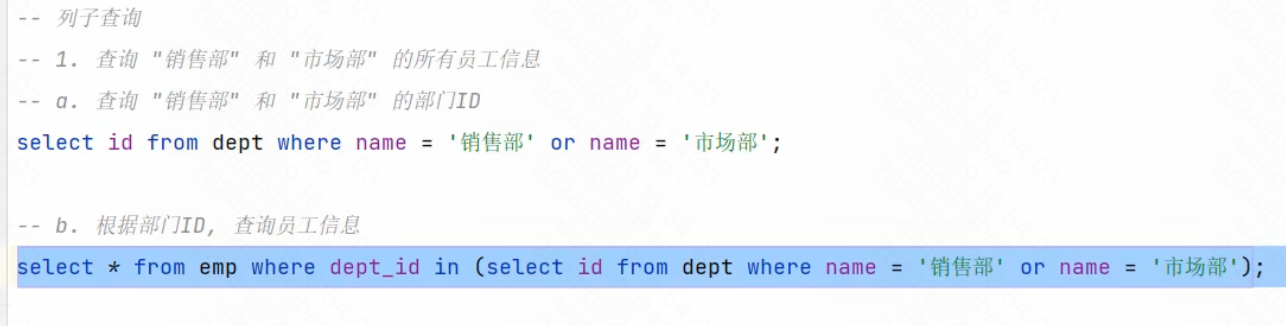 -- 列子查询
-- 1. 查询 "销售部" 和 "市场部" 的所有员工信息
-- a. 查询 "销售部" 和 "市场部" 的部门ID
select id from dept where name = '销售部' or name = '市场部';
-- b. 根据部门ID, 查询员工信息
select * from emp where dept_id in (select id from dept where name = '销售部' or name = '市场部');